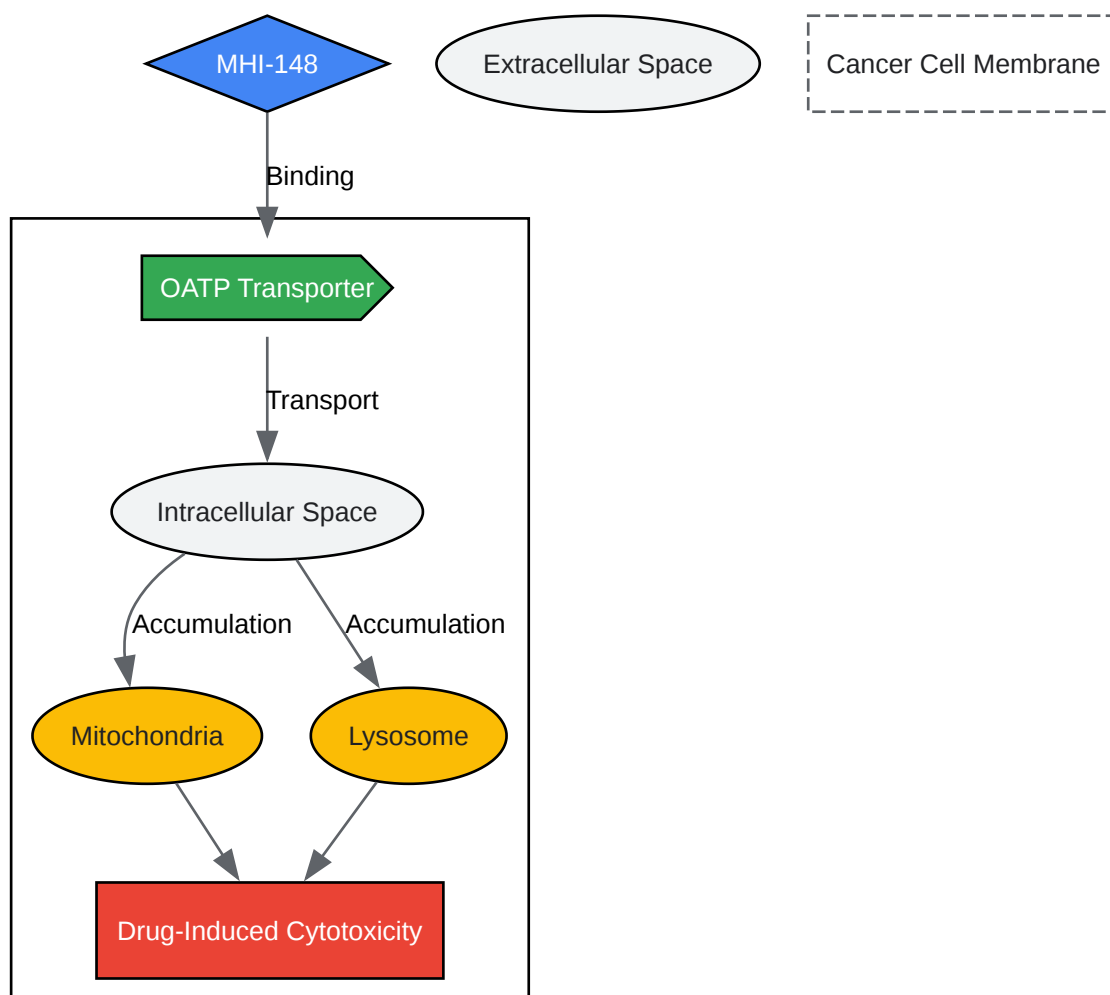 MHI-148
Extracellular Space
Cancer Cell Membrane
Binding
OATP Transporter
Transport
Intracellular Space
Accumulation
Accumulation
Mitochondria
Lysosome
Drug-Induced Cytotoxicity